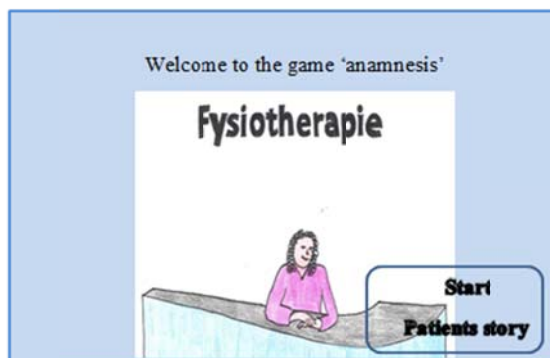 Welcome to the game ‘anamnesis’
Fysiotherapie
Start
Patients story